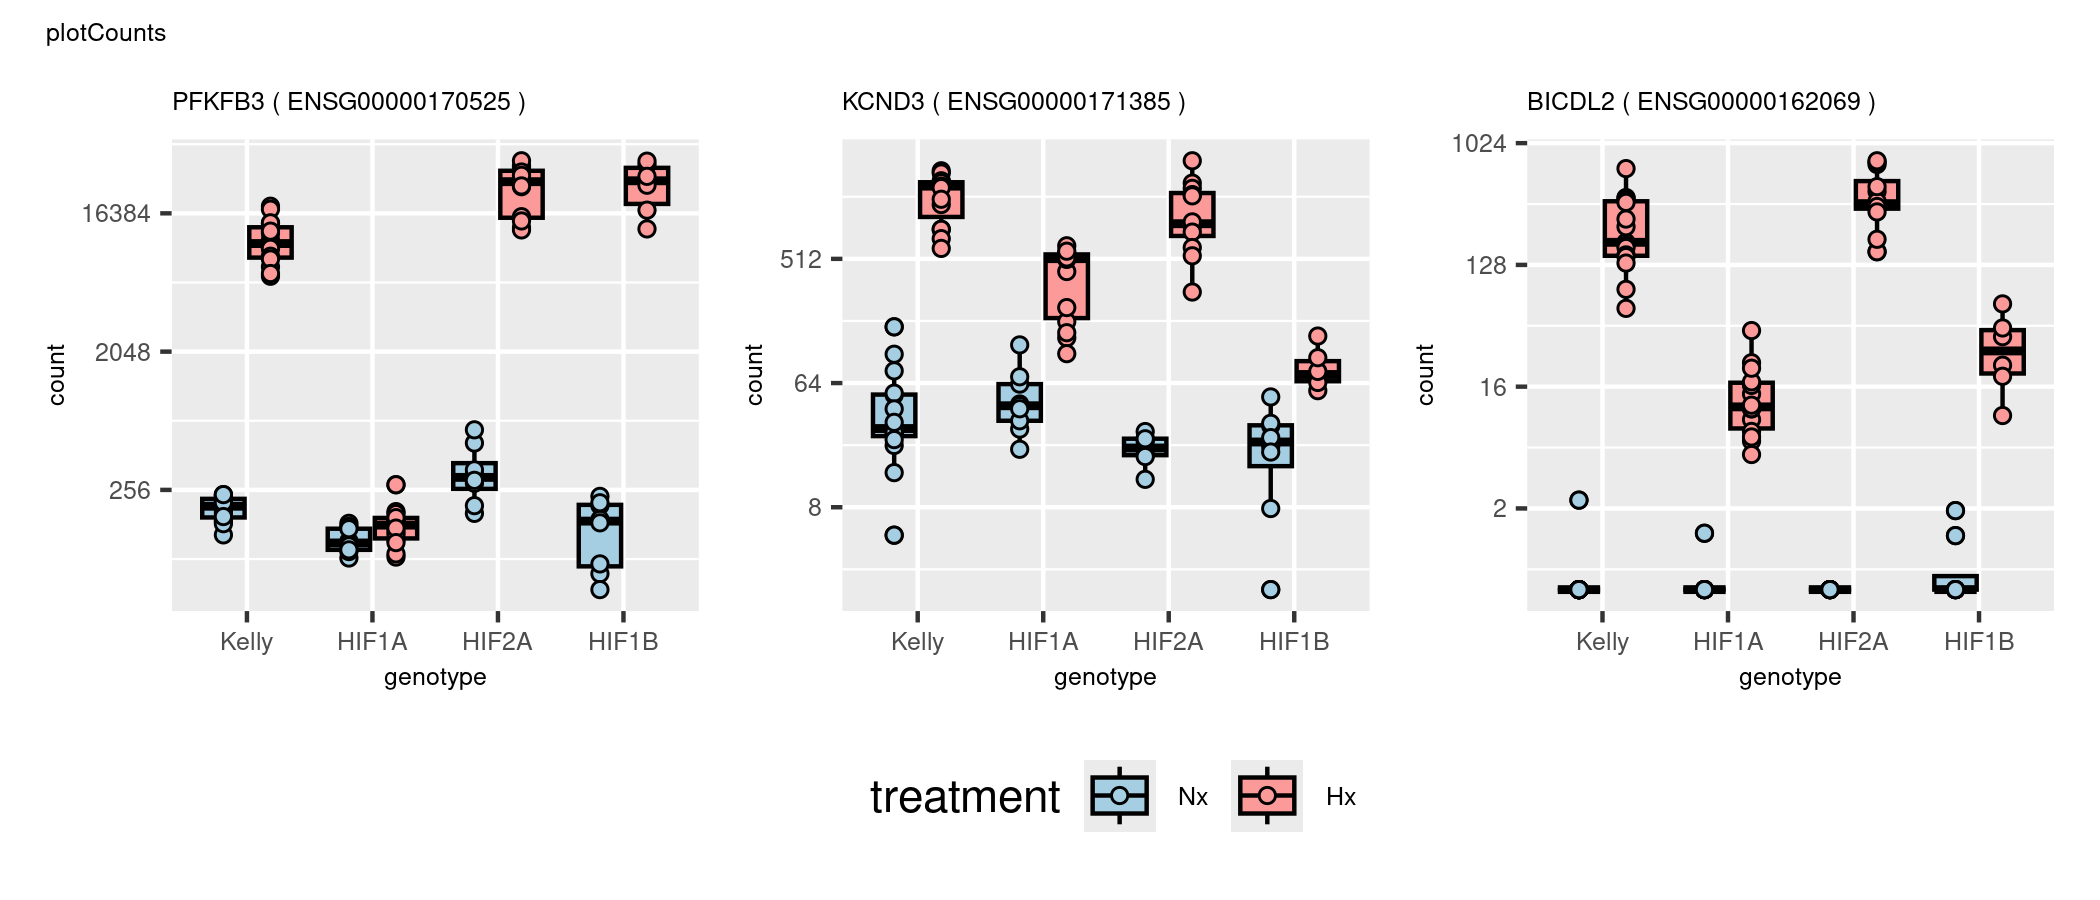 plotCounts
PFKFB3 ( ENSG00000170525 )
count
16384
2048
256
Kelly HIF1A HIF2A HIF1B
genotype
KCND3 ( ENSG00000171385 )
count
512
64
8
Kelly HIF1A HIF2A HIF1B
genotype
BICDL2 ( ENSG00000162069 )
count
1024
128
16
2
Kelly HIF1A HIF2A HIF1B
genotype
treatment Nx Hx